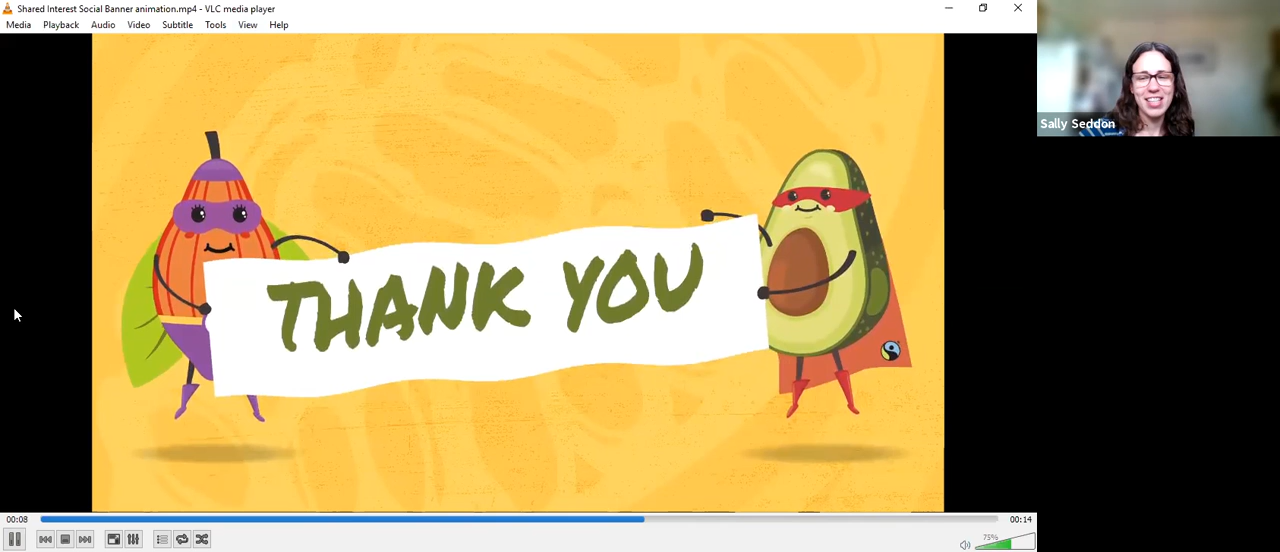 Shared Interest Social Banner animation.mp4 - VLC media player
Media Playback Audio Video Subtitle Tools View Help
Sally Seddon
THANK YOU
00:08
00:14
75%